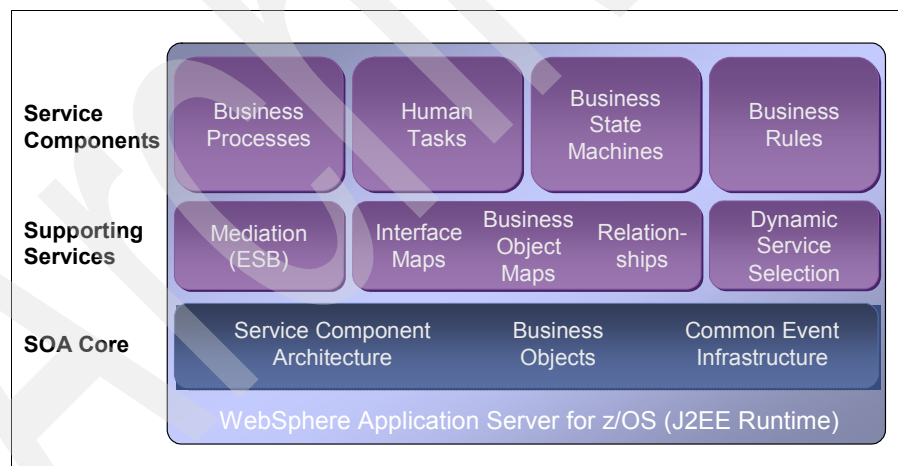 Service
Components
Business
Processes
Human
Tasks
Business
State
Machines
Business
Rules
Supporting
Services
Mediation
(ESB)
Interface
Maps
Business
Object
Maps
Relation-
ships
Dynamic
Service
Selection
SOA Core
Service Component
Architecture
Business
Objects
Common Event
Infrastructure
WebSphere Application Server for z/OS (J2EE Runtime)